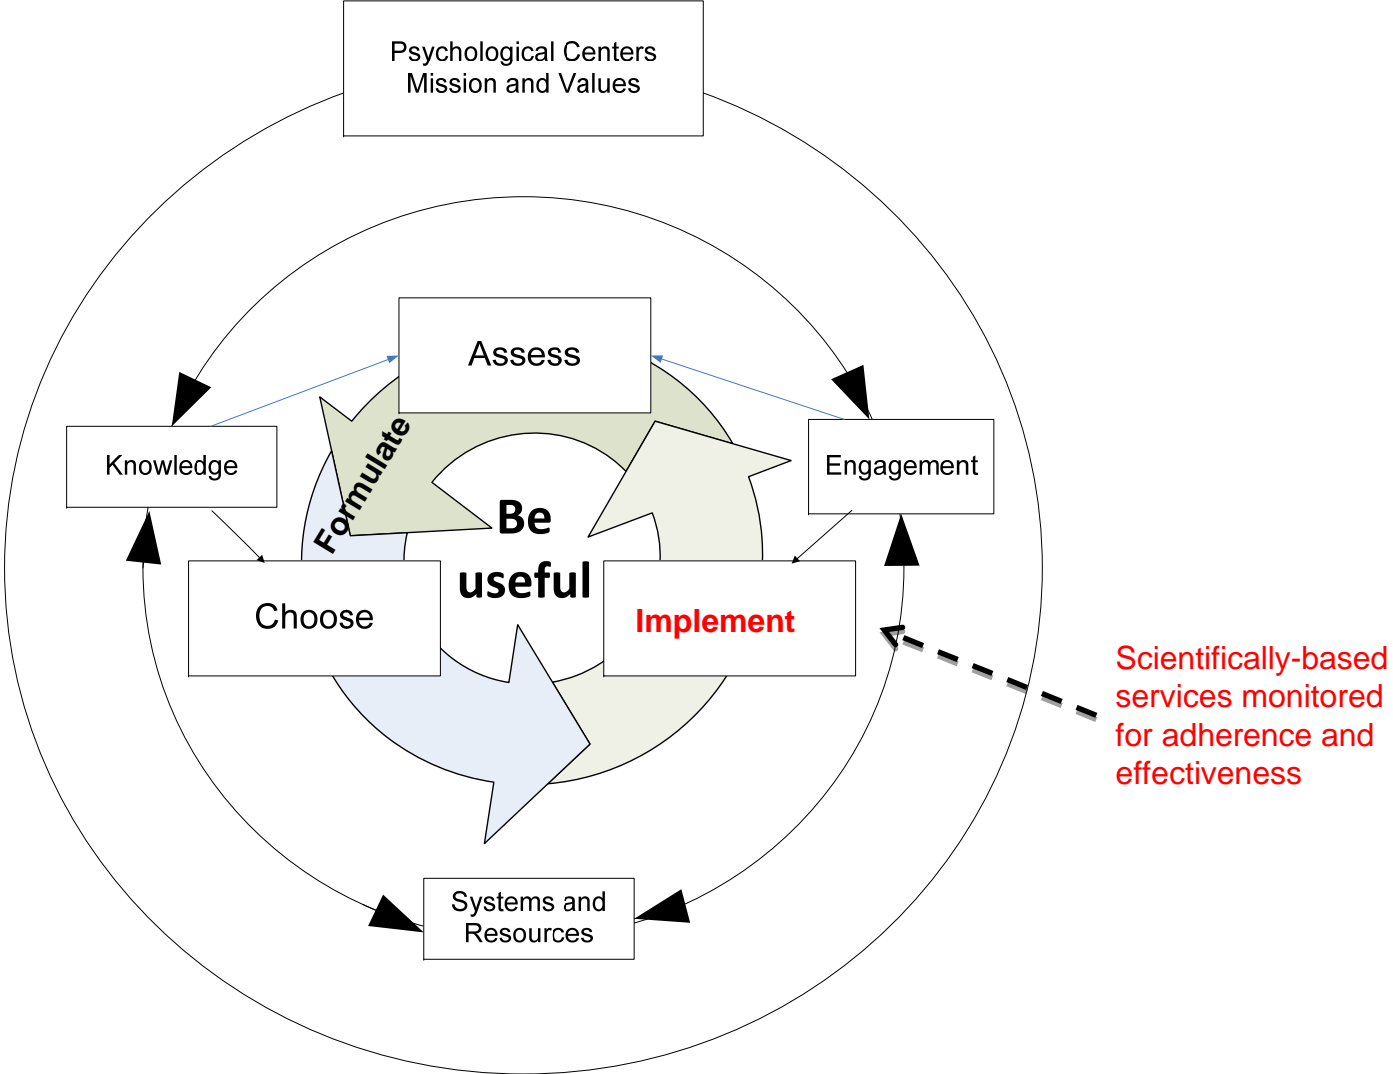 Psychological Centers
Mission and Values
Assess
Formulate
Knowledge
Engagement
Be
useful
Choose
Implement
Scientifically-based
services monitored
for adherence and
effectiveness
Systems and
Resources